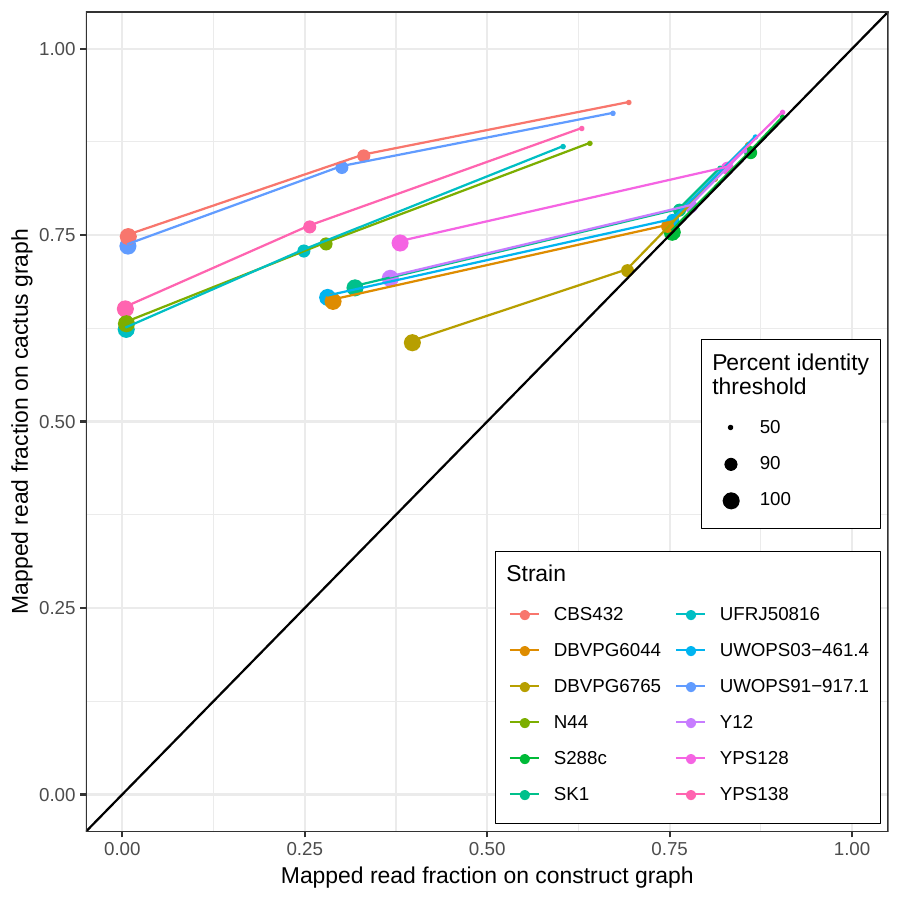 1.00
0.75
0.50
0.25
0.00
Mapped read fraction on cactus graph
Percent identity
threshold
50
90
100
Strain
CBS432
DBVPG6044
DBVPG6765
N44
S288c
SK1
UFRJ50816
UWOPS03−461.4
UWOPS91−917.1
Y12
YPS128
YPS138
0.00 0.25 0.50 0.75 1.00
Mapped read fraction on construct graph